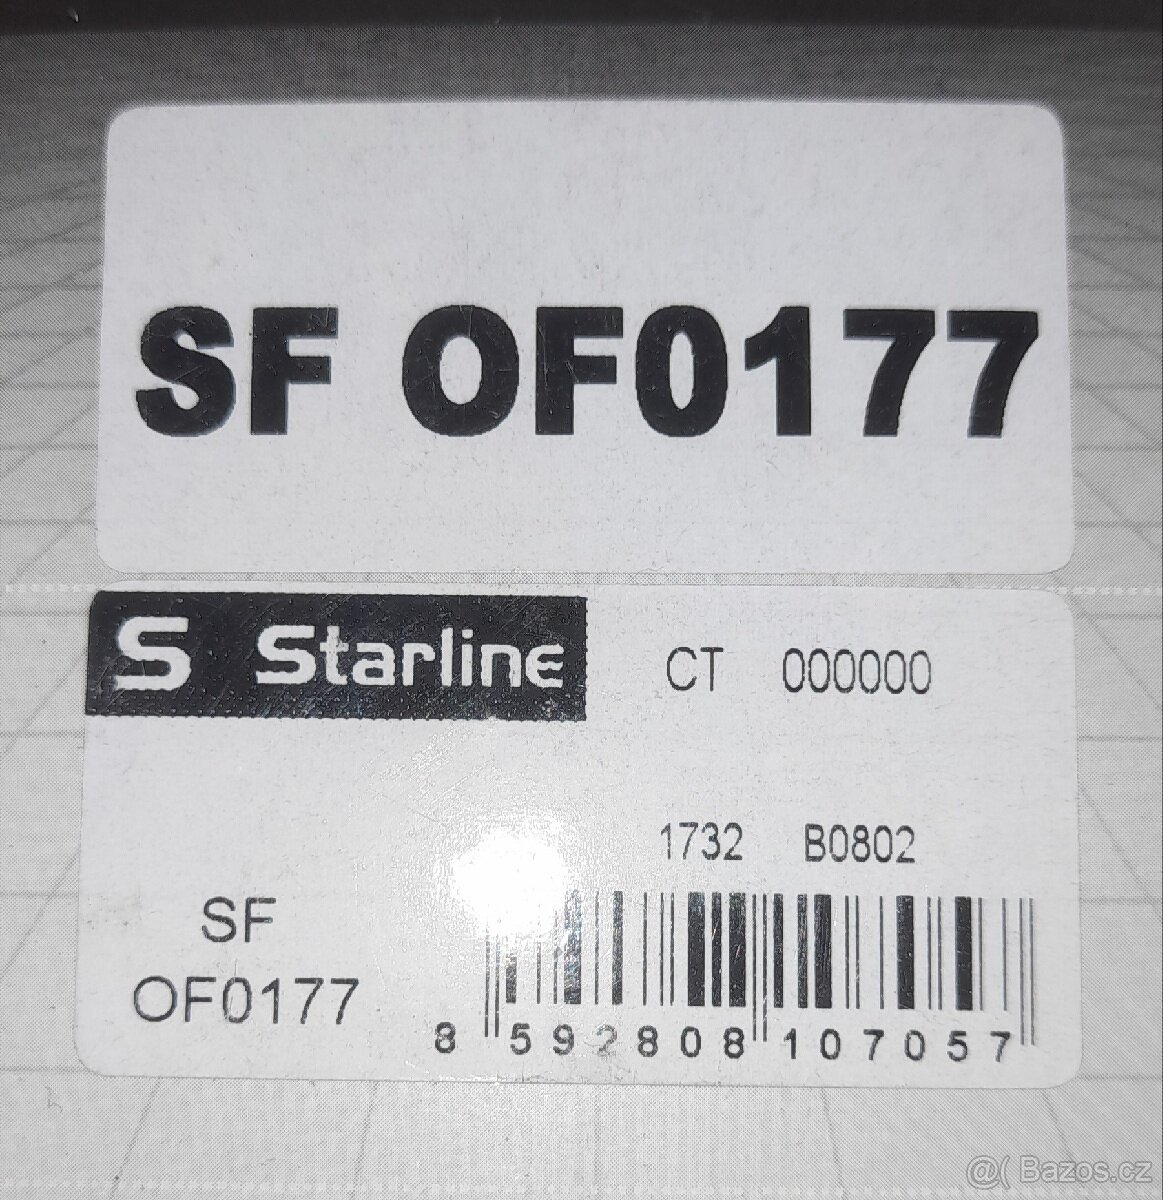 SF OF0177
S Starline
CT 000000
1732 B0802
SF
OF0177
8 592808 107057
@( Bazos.cz